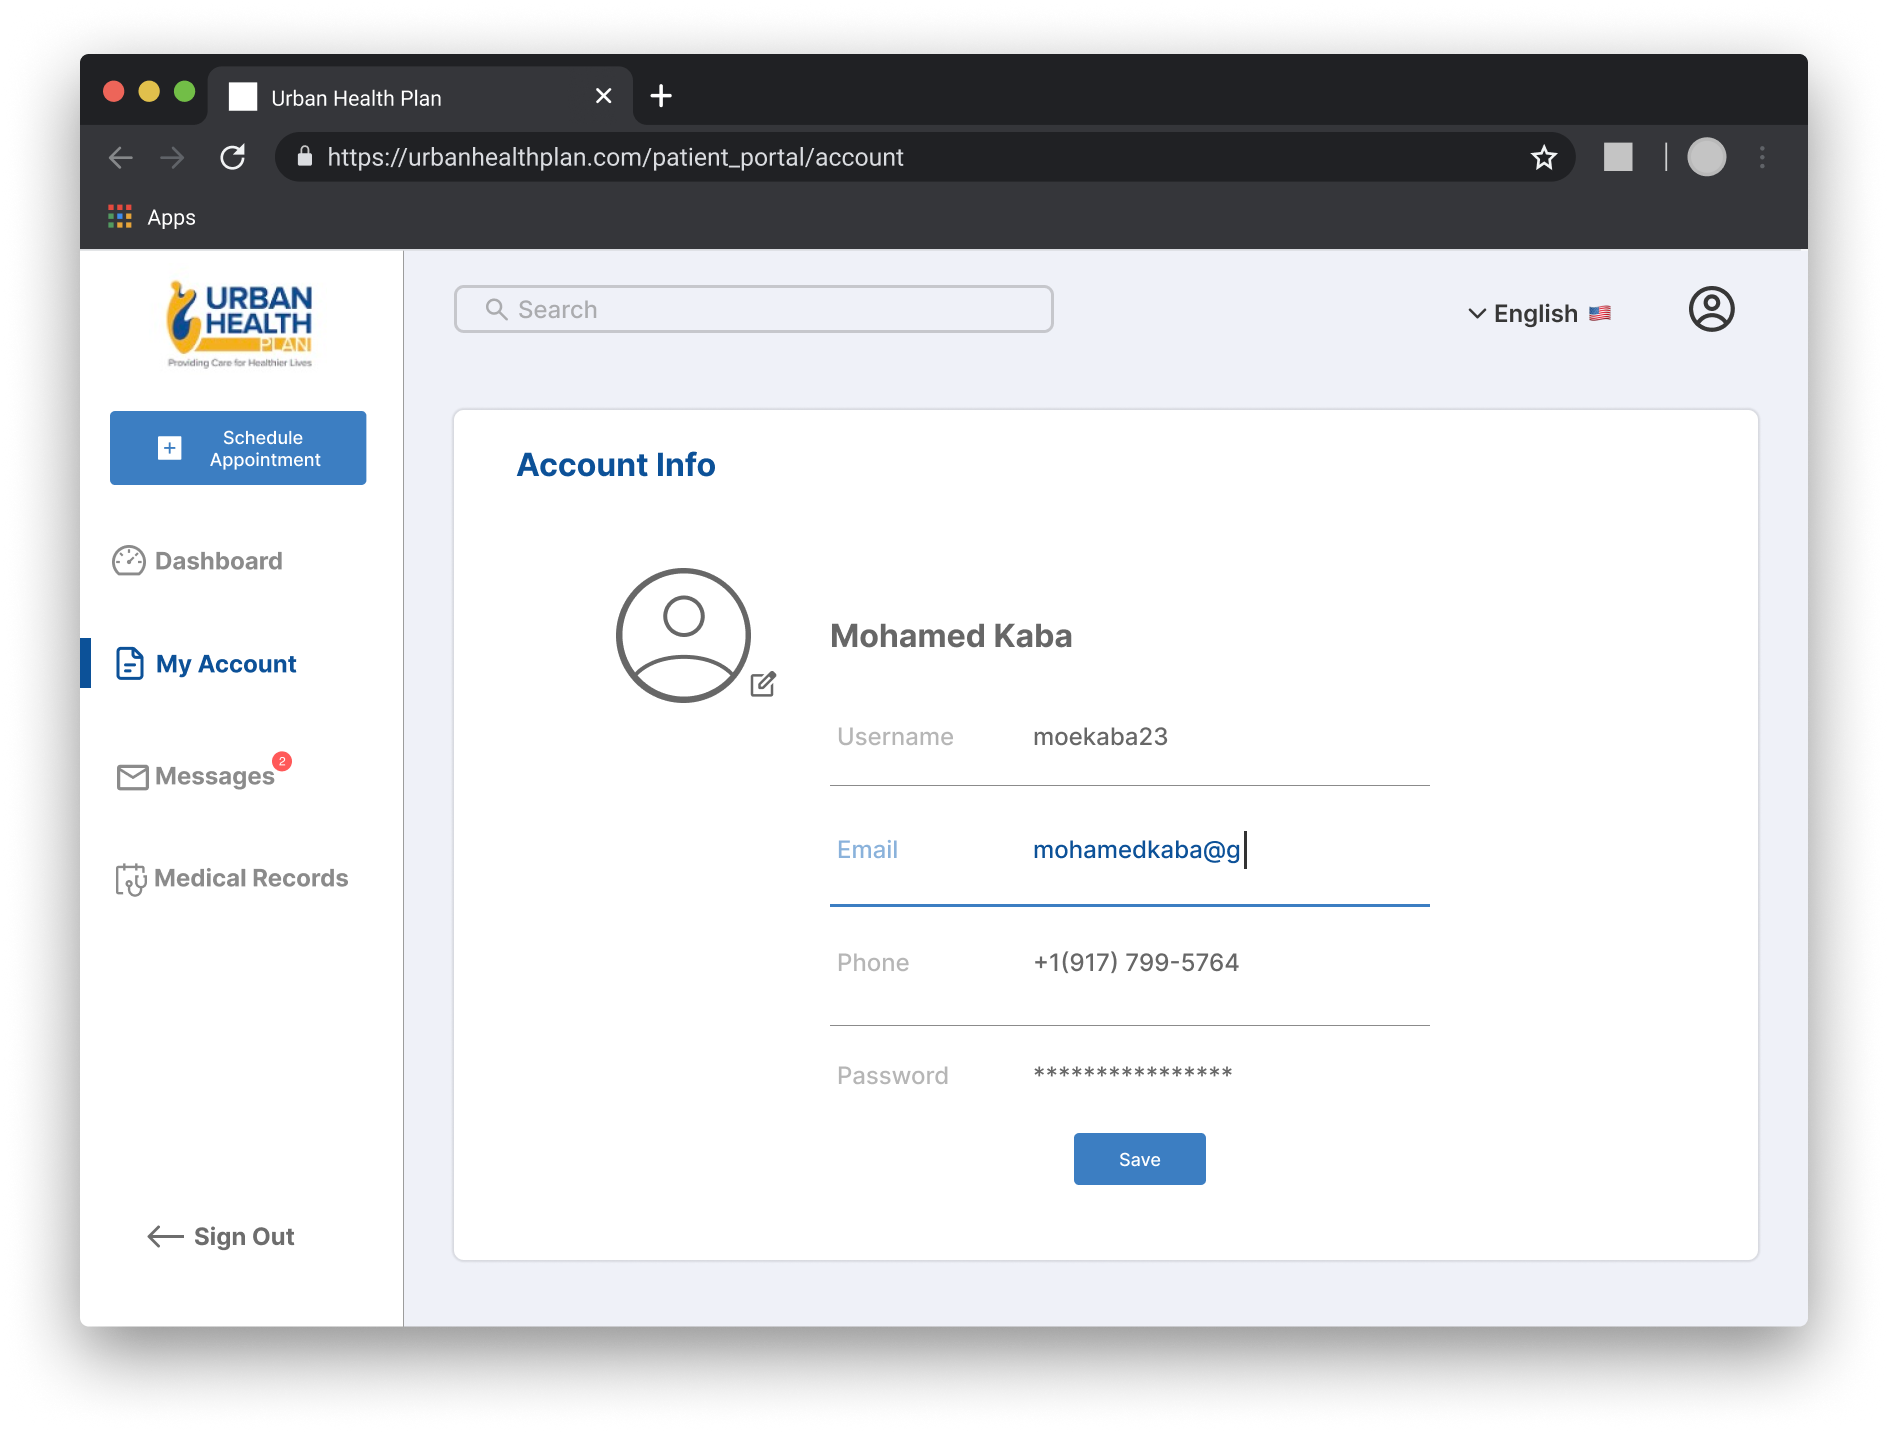 Urban Health Plan
https://urbanhealthplan.com/patient_portal/account
Apps
URBAN
HEALTH
PLAN
Providing Care for Healthier Lives
Search
English
Schedule
Appointment
Dashboard
My Account
Messages 2
Medical Records
Sign Out
Account Info
Mohamed Kaba
Username moekaba23
Email mohamedkaba@g
Phone +1(917) 799-5764
Password ****************
Save